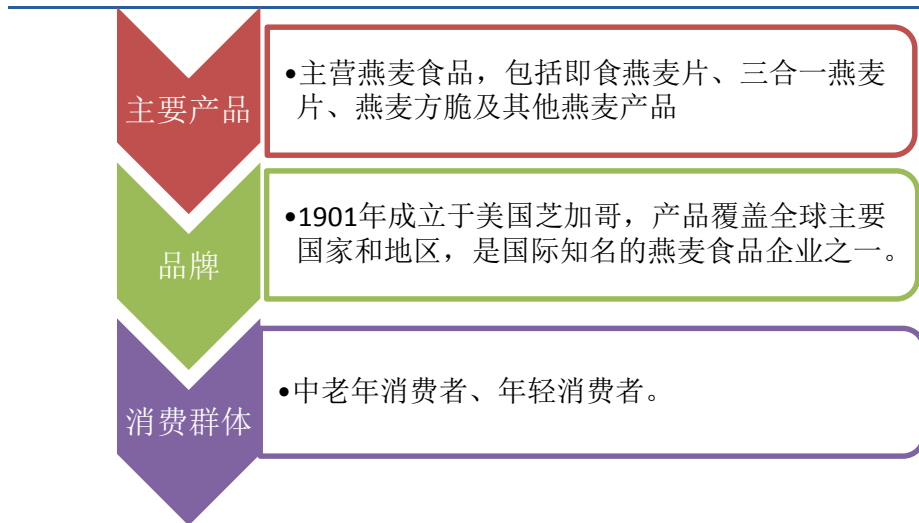 主要产品
•主营燕麦食品，包括即食燕麦片、三合一燕麦
片、燕麦方脆及其他燕麦产品
品牌
•1901年成立于美国芝加哥，产品覆盖全球主要
国家和地区，是国际知名的燕麦食品企业之一。
消费群体
•中老年消费者、年轻消费者。